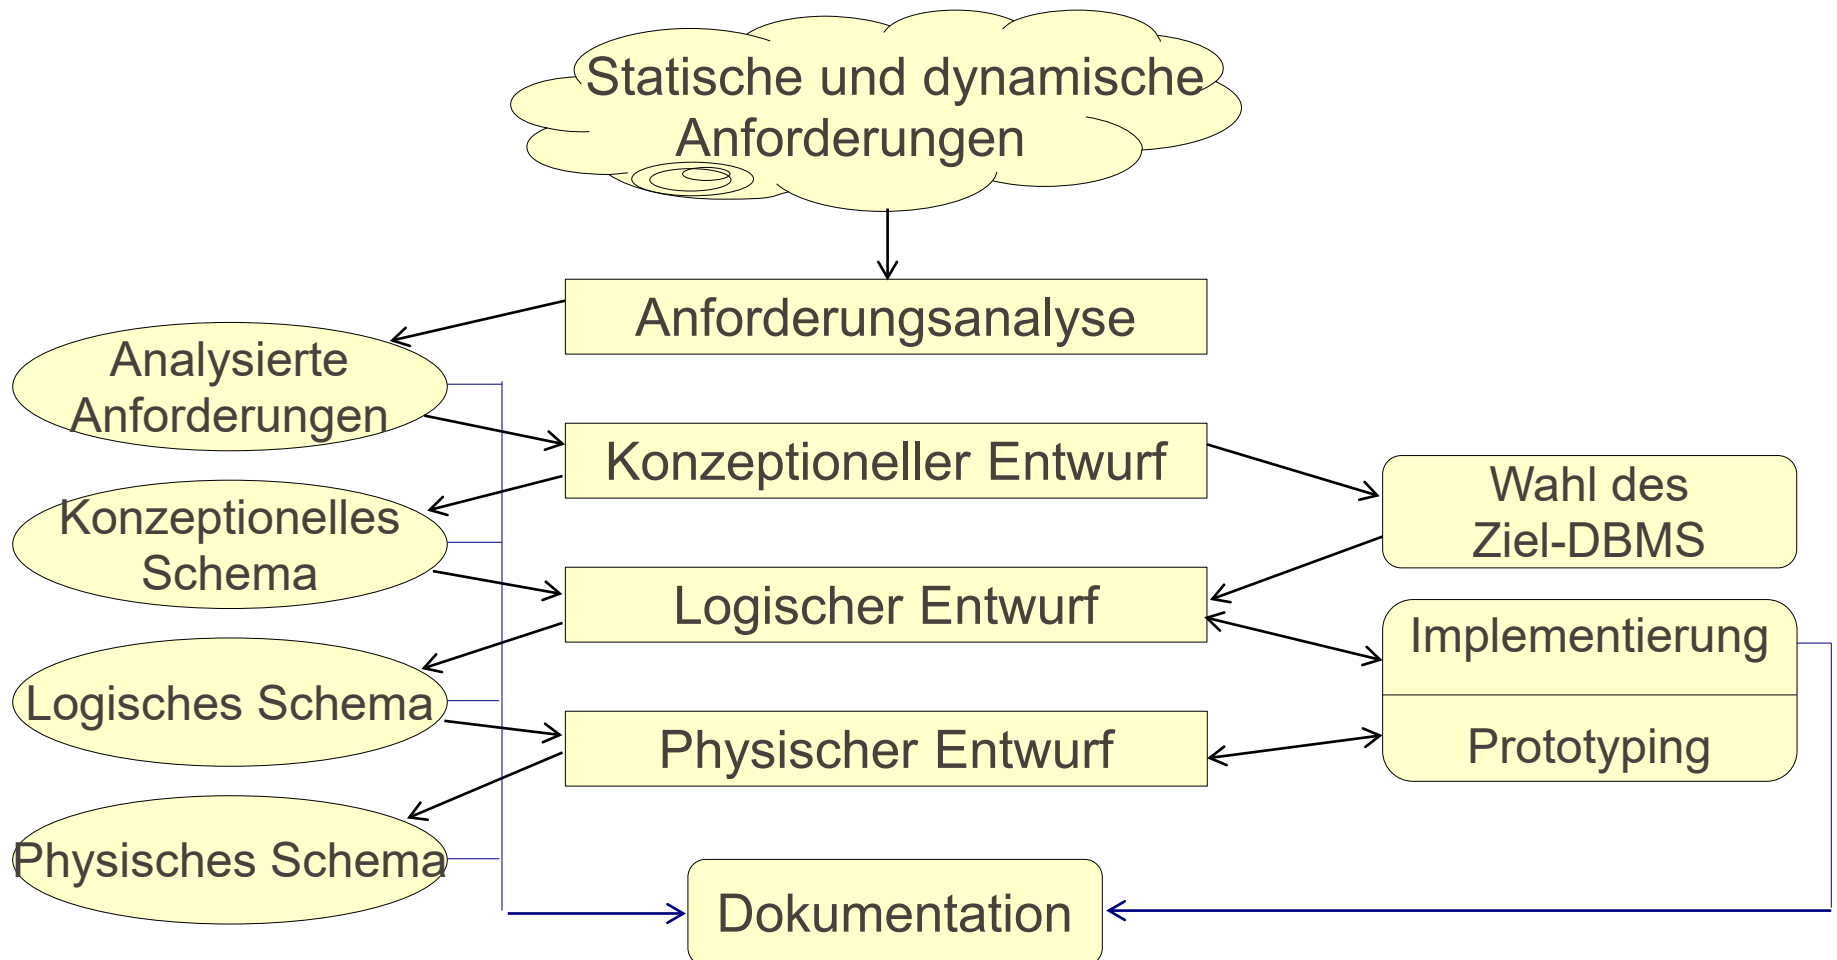 Statische und dynamische
Anforderungen
Anforderungsanalyse
Analysierte
Anforderungen
Konzeptioneller Entwurf
Wahl des
Ziel-DBMS
Konzeptionelles
Schema
Logischer Entwurf
Implementierung
Logisches Schema
Physischer Entwurf
Prototyping
Physisches Schema
Dokumentation